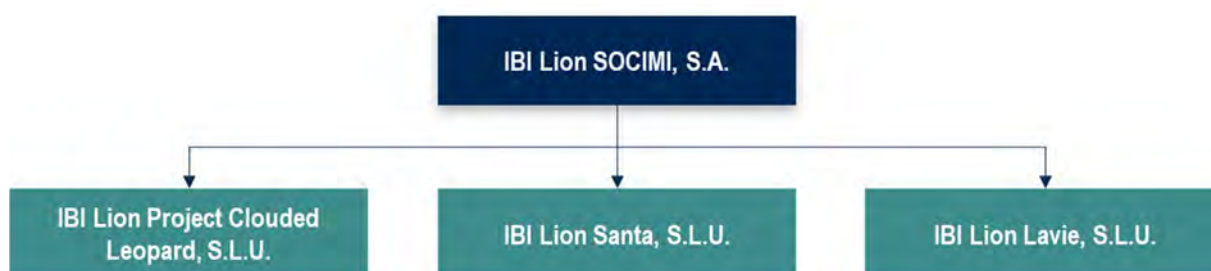 IBI Lion SOCIMI, S.A.
IBI Lion Project Clouded
Leopard, S.L.U.
IBI Lion Santa, S.L.U.
IBI Lion Lavie, S.L.U.